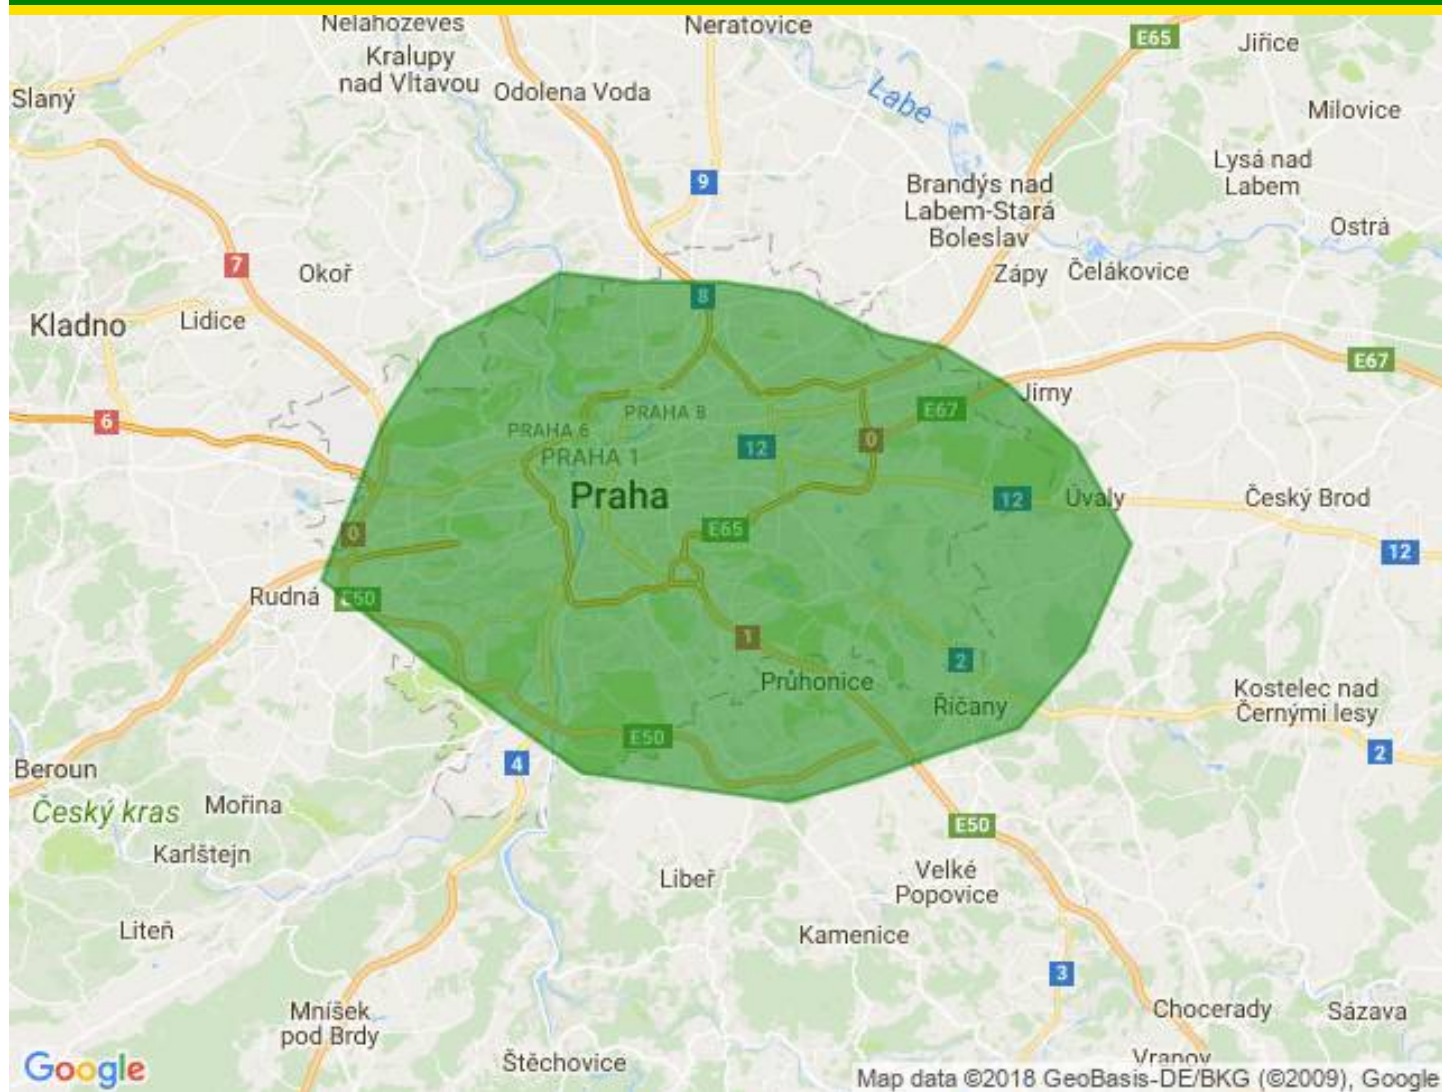 Nelahozeves
Neratovice
E65
Jiřice
Kralupy
nad Vltavou
Odolena Voda
Slaný
Labe
Milovice
Lysá nad
Labem
9
Brandýs nad
Labem-Stará
Boleslav
Ostrá
7
Okoř
Zápy
Čelákovice
8
Kladno
Lidice
E67
Jirny
6
PRAHA 8
E67
PRAHA 6
0
12
PRAHA 1
Praha
12
Úvaly
Český Brod
0
E65
12
Rudná
E50
1
2
Průhonice
Říčany
Kostelec nad
Černými lesy
E50
4
2
Beroun
Český kras
Mořina
E50
Karlštejn
Libeř
Velké
Popovice
Liteň
Kamenice
3
Mníšek
pod Brdy
Chocerady
Sázava
Štěchovice
Vranov
Google
Map data ©2018 GeoBasis-DE/BKG (©2009), Google